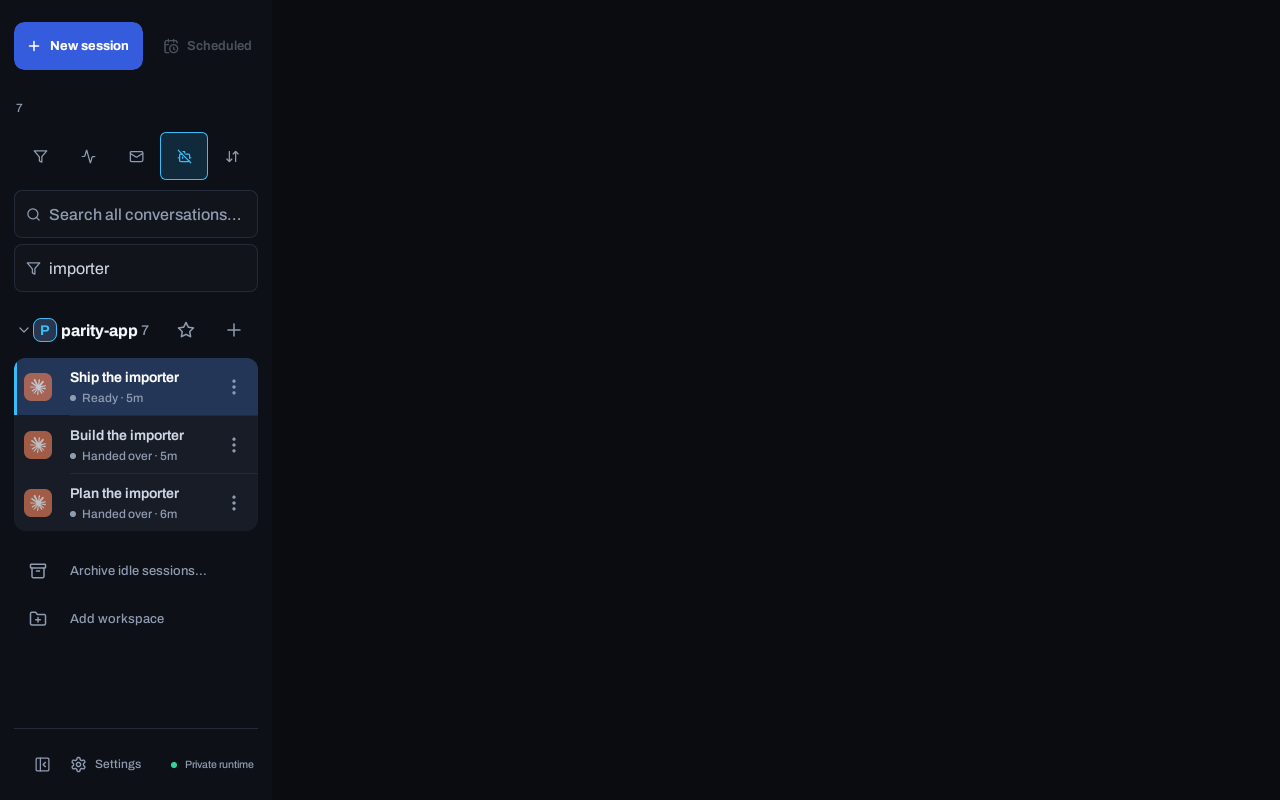 New session
Scheduled
7
Search all conversations...
importer
P parity-app 7
Ship the importer
Ready · 5m
Build the importer
Handed over · 5m
Plan the importer
Handed over · 6m
Archive idle sessions...
Add workspace
Settings
Private runtime